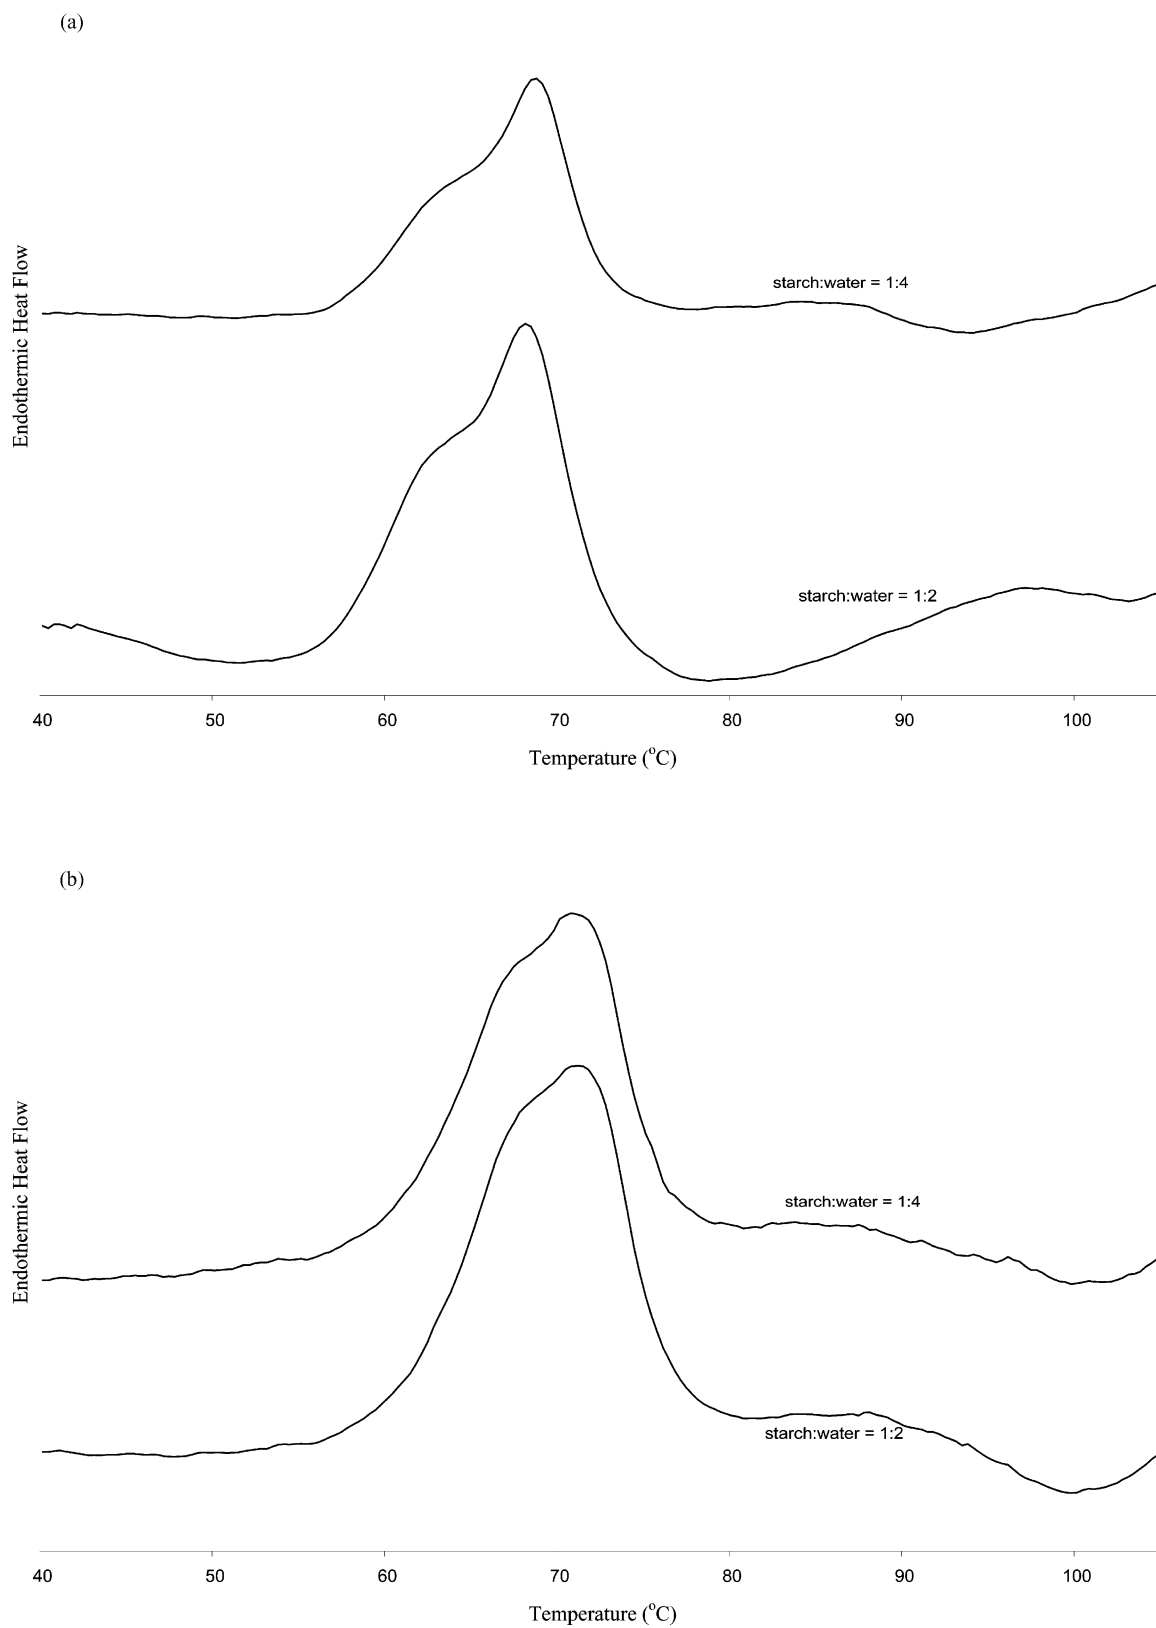 (a)
Endothermic Heat Flow
starch:water = 1:4
starch:water = 1:2
40 50 60 70 80 90 100
Temperature (°C)
(b)
Endothermic Heat Flow
starch:water = 1:4
starch:water = 1:2
40 50 60 70 80 90 100
Temperature (°C)